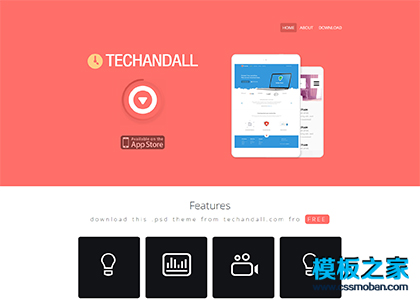 HOME ABOUT DOWNLOAD
TECHANDALL
Available on the
App Store
Features
download this .psd theme from techandall.com fro FREE
模板之家
www.cssmoban.com